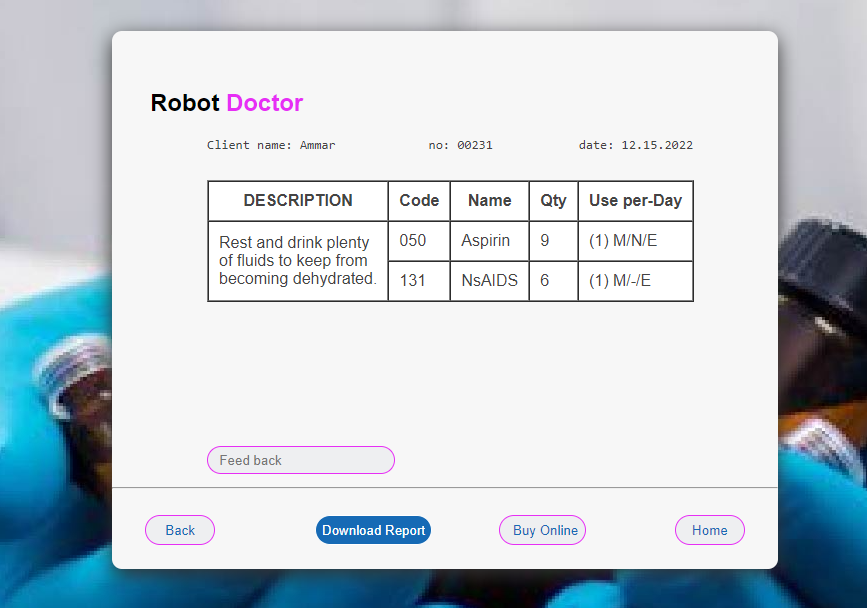 Robot Doctor
Client name: Ammar no: 00231 date: 12.15.2022
DESCRIPTION Code Name Qty Use per-Day
Rest and drink plenty
of fluids to keep from
becoming dehydrated.
050 Aspirin 9 (1) M/N/E
131 NsAIDS 6 (1) M/-/E
Feed back
Back Download Report Buy Online Home